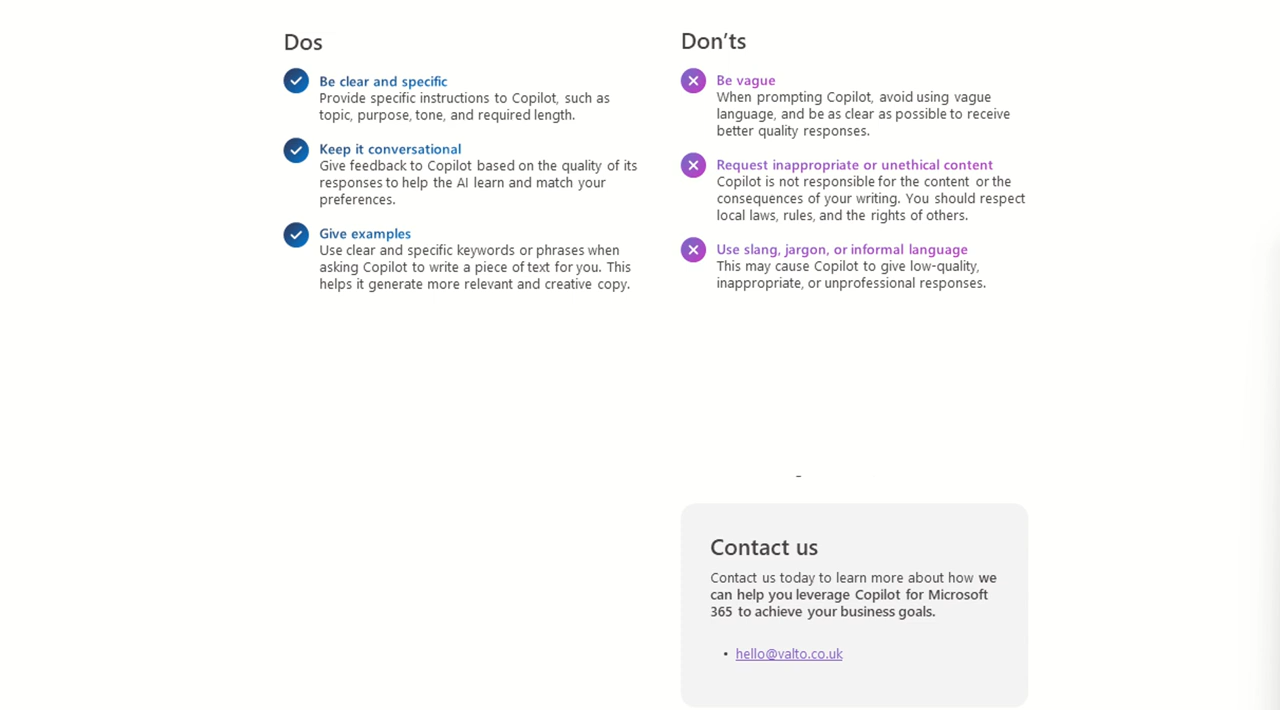 Dos
Be clear and specific
Provide specific instructions to Copilot, such as
topic, purpose, tone, and required length.
Keep it conversational
Give feedback to Copilot based on the quality of its
responses to help the AI learn and match your
preferences.
Give examples
Use clear and specific keywords or phrases when
asking Copilot to write a piece of text for you. This
helps it generate more relevant and creative copy.
Don’ts
Be vague
When prompting Copilot, avoid using vague
language, and be as clear as possible to receive
better quality responses.
Request inappropriate or unethical content
Copilot is not responsible for the content or the
consequences of your writing. You should respect
local laws, rules, and the rights of others.
Use slang, jargon, or informal language
This may cause Copilot to give low-quality,
inappropriate, or unprofessional responses.
-
Contact us
Contact us today to learn more about how we
can help you leverage Copilot for Microsoft
365 to achieve your business goals.
• hello@valto.co.uk